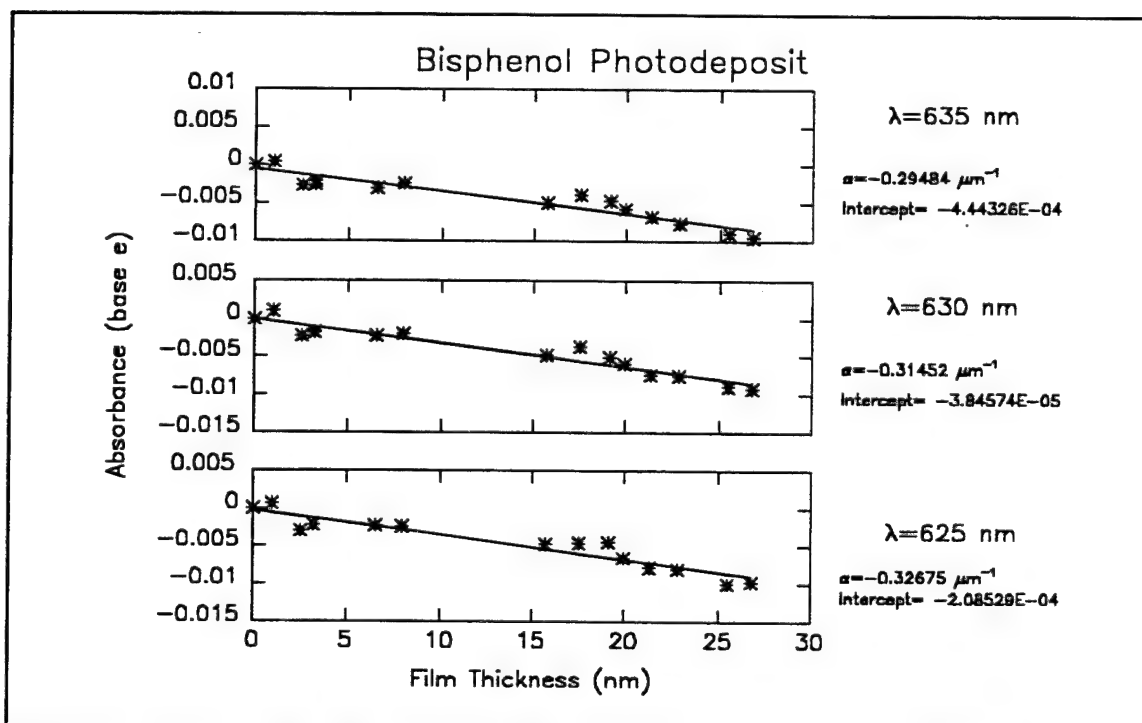 Bisphenol Photodeposit
0.01
0.005
0
−0.005
−0.01
λ=635 nm
α=−0.29484 μm⁻¹
Intercept= −4.44326E−04
0.005
0
−0.005
−0.01
−0.015
λ=630 nm
α=−0.31452 μm⁻¹
Intercept= −3.84574E−05
0.005
0
−0.005
−0.01
−0.015
λ=625 nm
α=−0.32675 μm⁻¹
Intercept= −2.08529E−04
0 5 10 15 20 25 30
Film Thickness (nm)
Absorbance (base e)